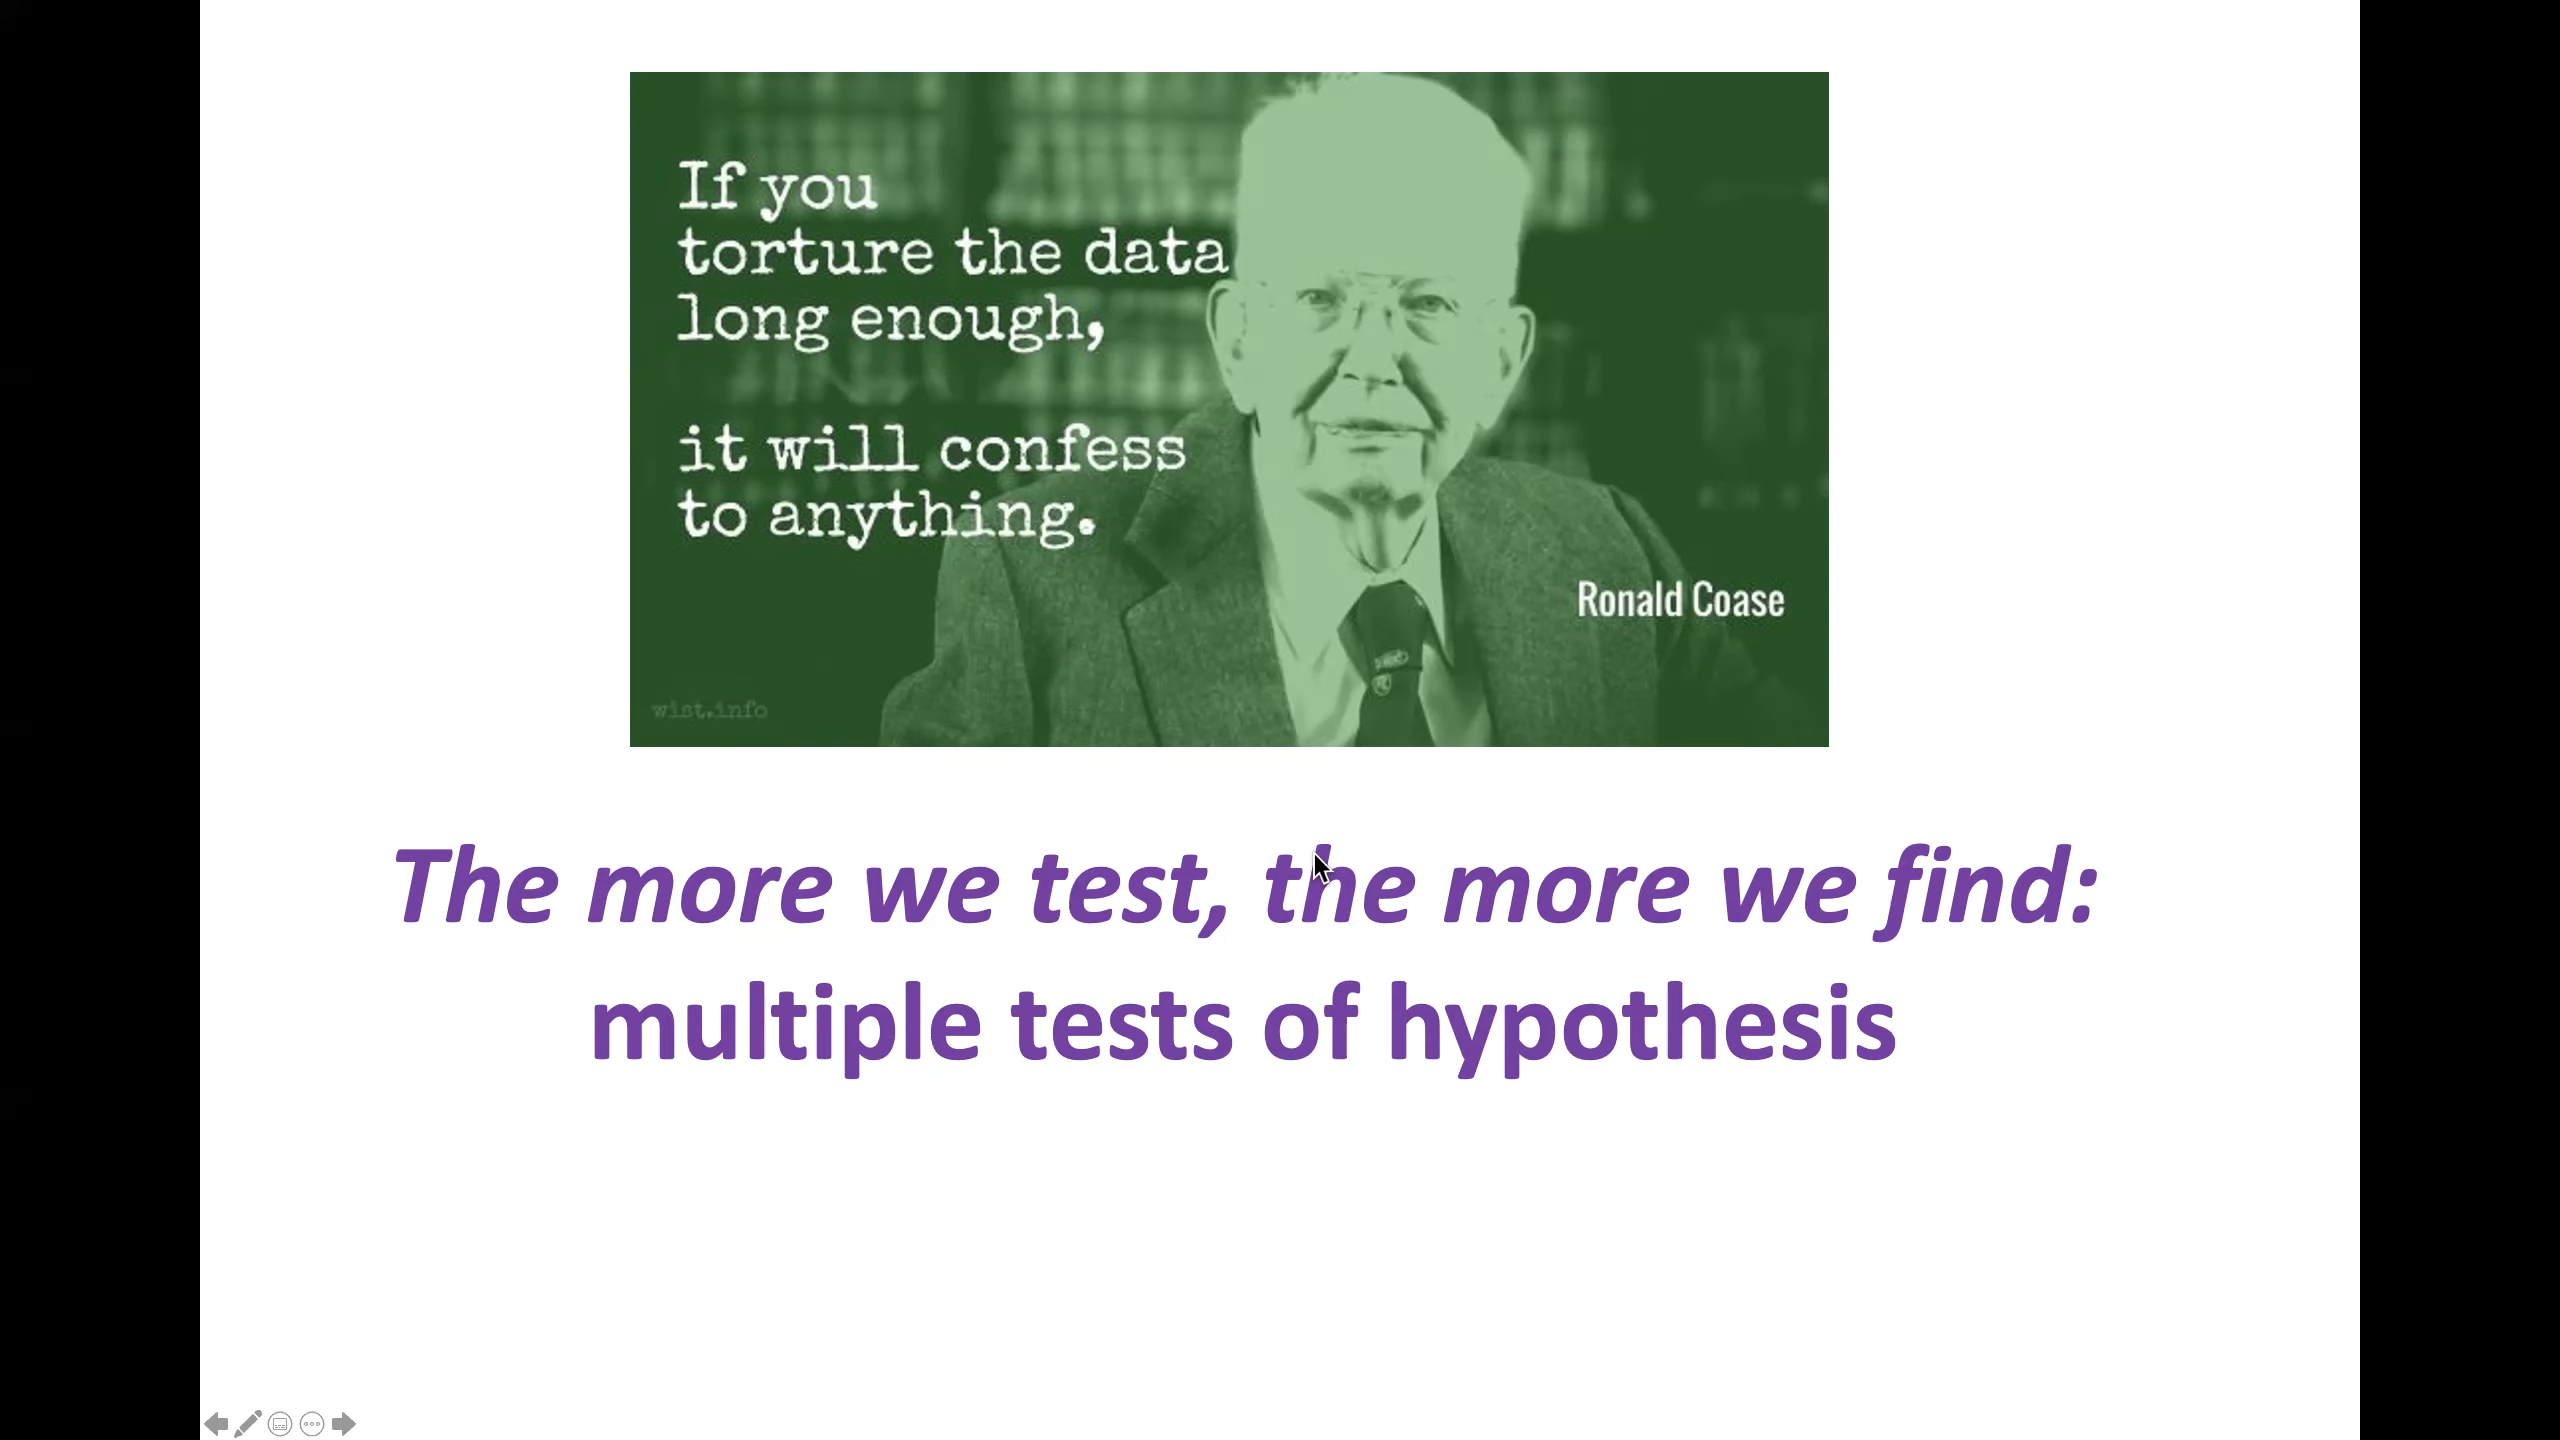 If you
torture the data
long enough,
it will confess
to anything.
Ronald Coase
wist.info
The more we test, the more we find:
multiple tests of hypothesis